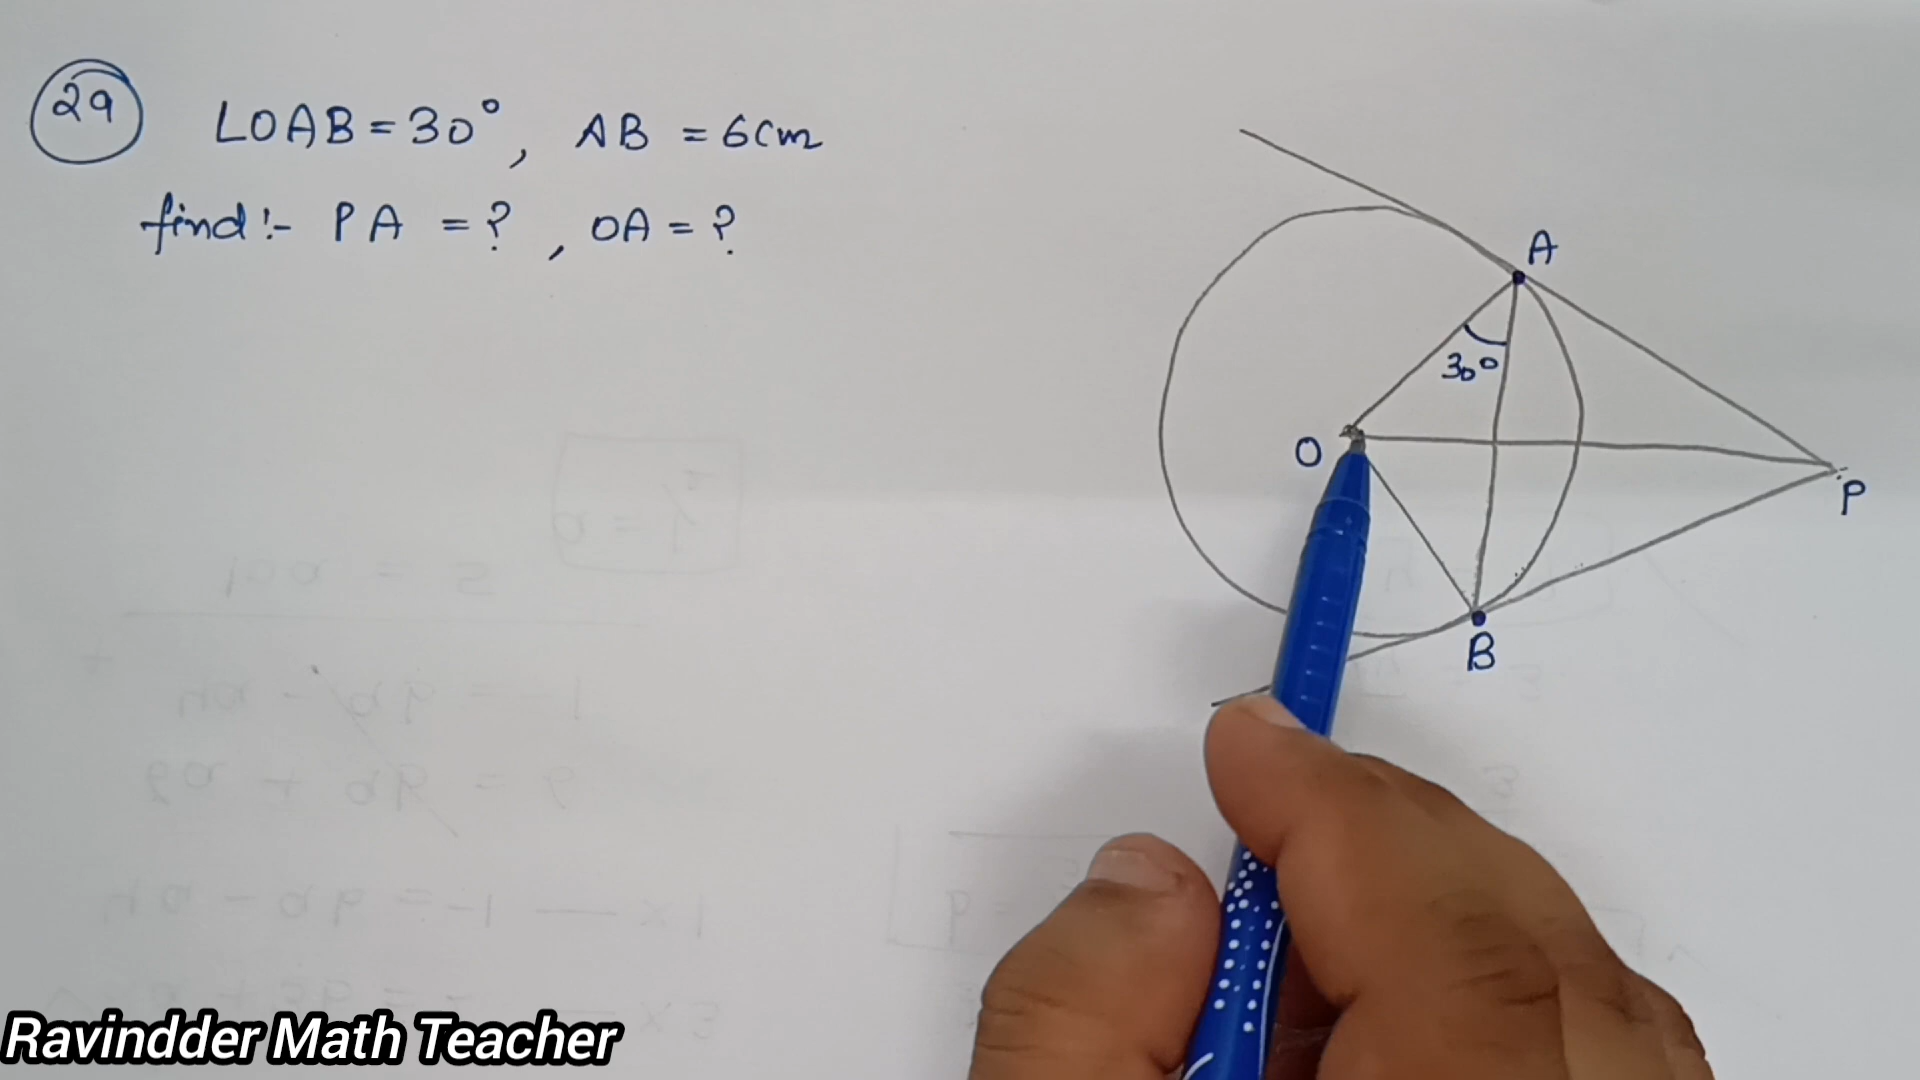 29 ∠OAB = 30°, AB = 6cm
find :- PA = ?, OA = ?
A
30°
O
P
B
Ravindder Math Teacher